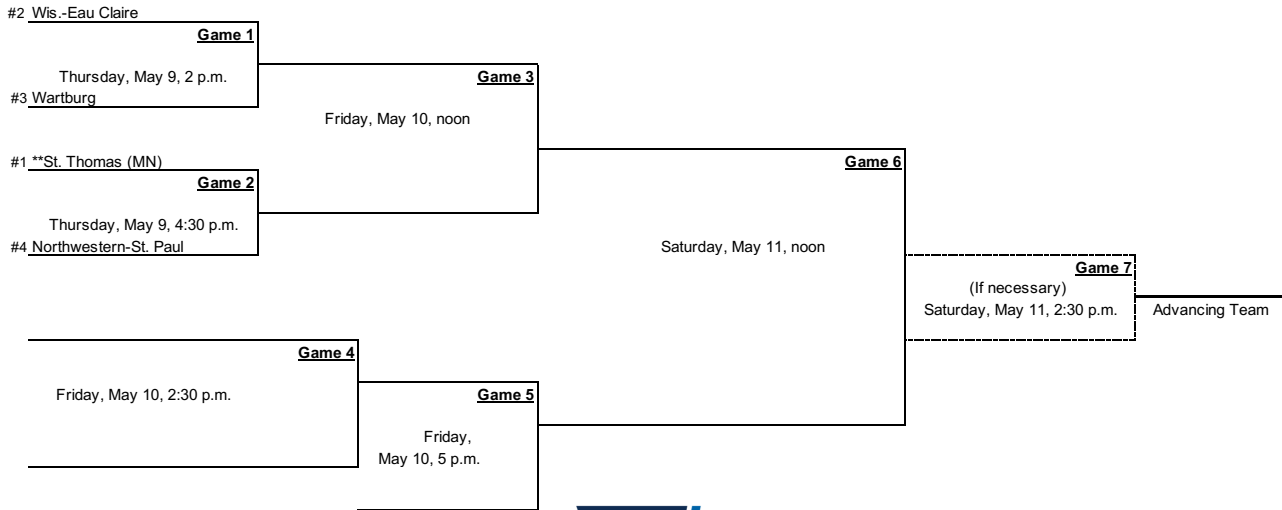 #2 Wis.-Eau Claire
Game 1
Thursday, May 9, 2 p.m.
#3 Wartburg
Game 3
Friday, May 10, noon
#1 **St. Thomas (MN)
Game 2
Thursday, May 9, 4:30 p.m.
#4 Northwestern-St. Paul
Game 6
Saturday, May 11, noon
Game 7
(If necessary)
Saturday, May 11, 2:30 p.m.
Advancing Team
Game 4
Friday, May 10, 2:30 p.m.
Game 5
Friday,
May 10, 5 p.m.